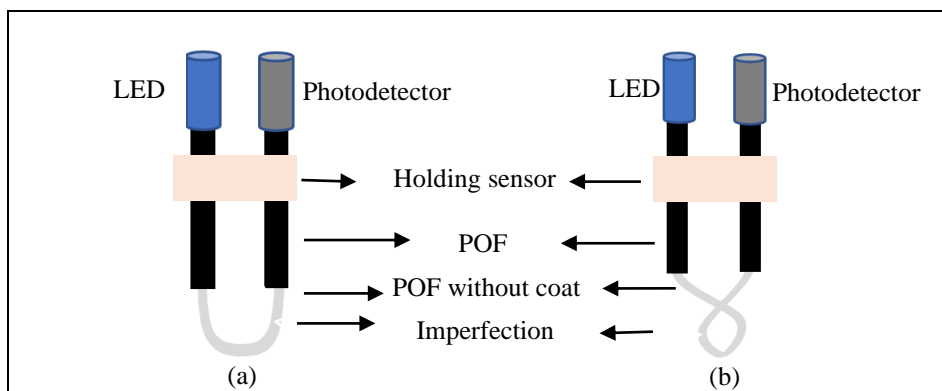 LED
Photodetector
LED
Photodetector
Holding sensor
POF
POF without coat
Imperfection
(a)
(b)